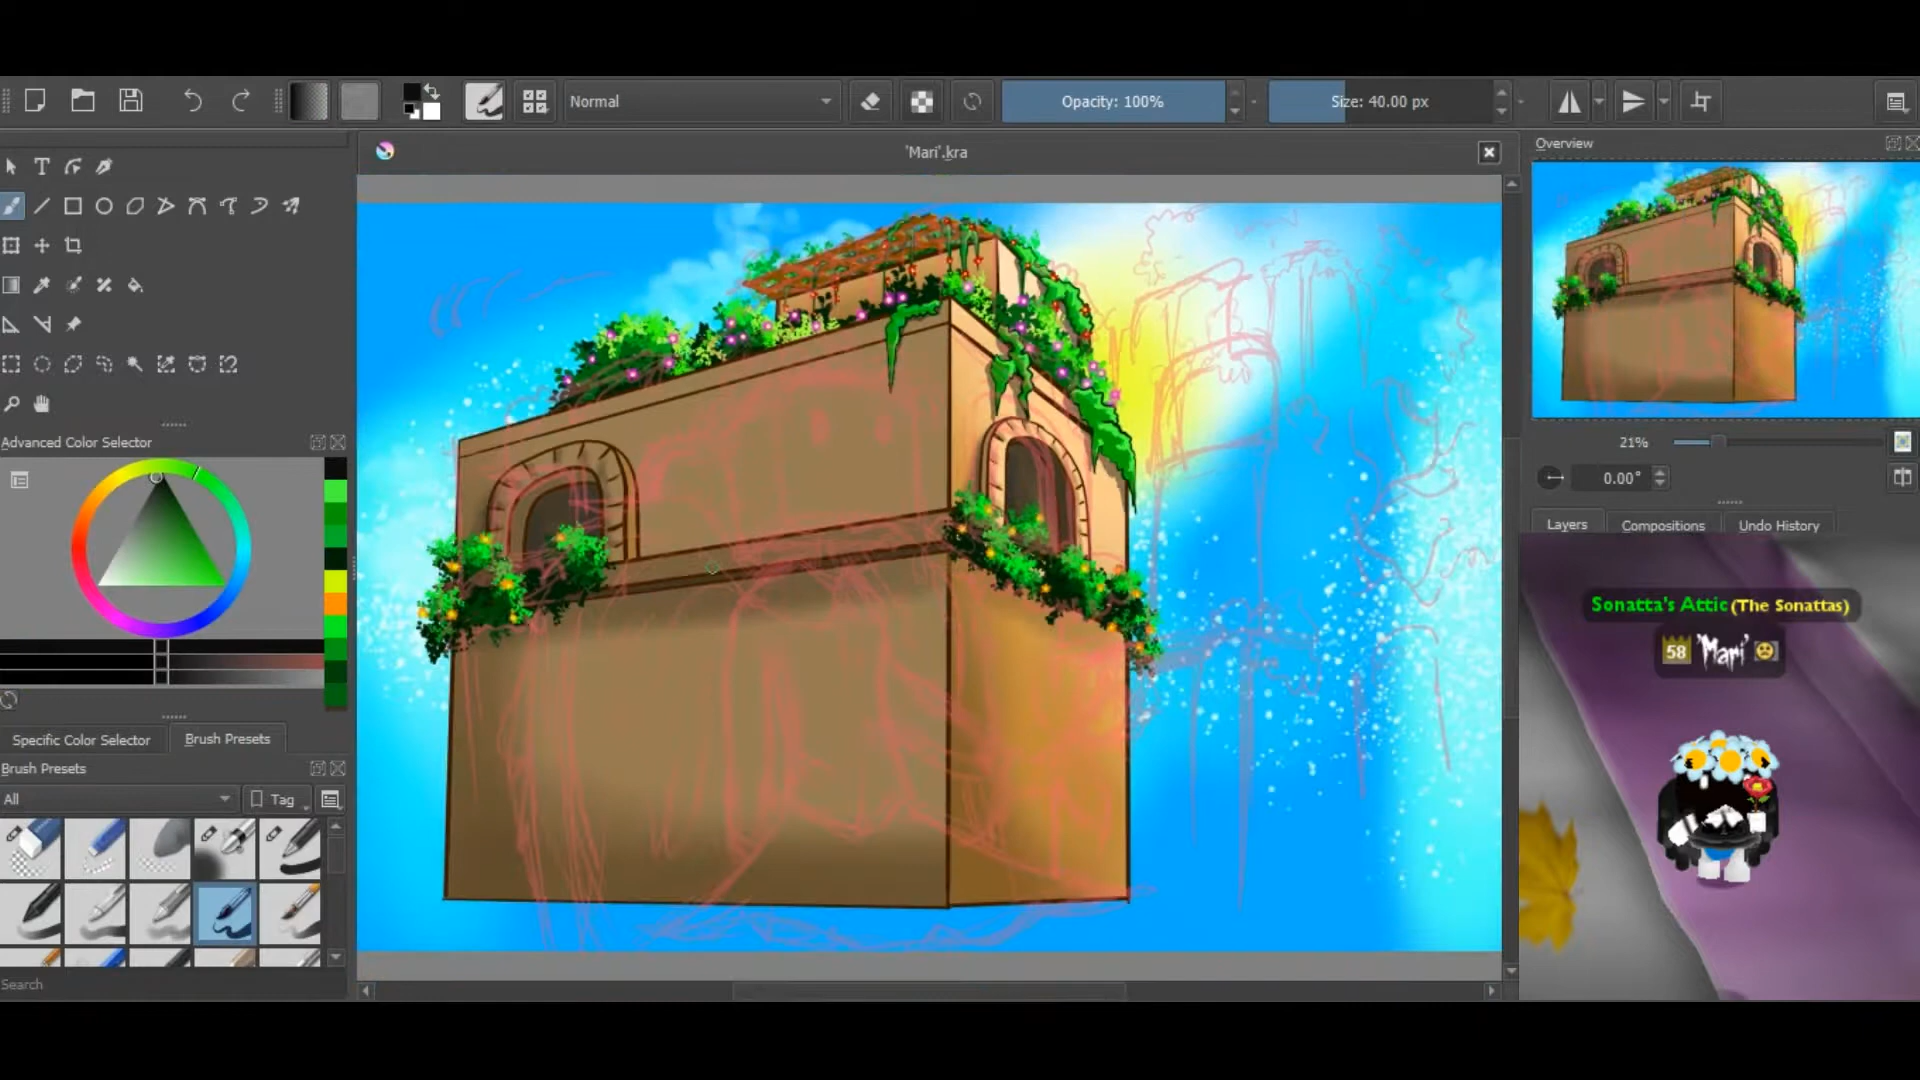 Normal
Opacity: 100%
Size: 40.00 px
'Mari'.kra
Overview
T
21%
0.00°
Advanced Color Selector
Layers
Compositions
Undo History
Sonatta's Attic (The Sonattas)
58 'Mari'
Specific Color Selector
Brush Presets
Brush Presets
All
Tag
Search